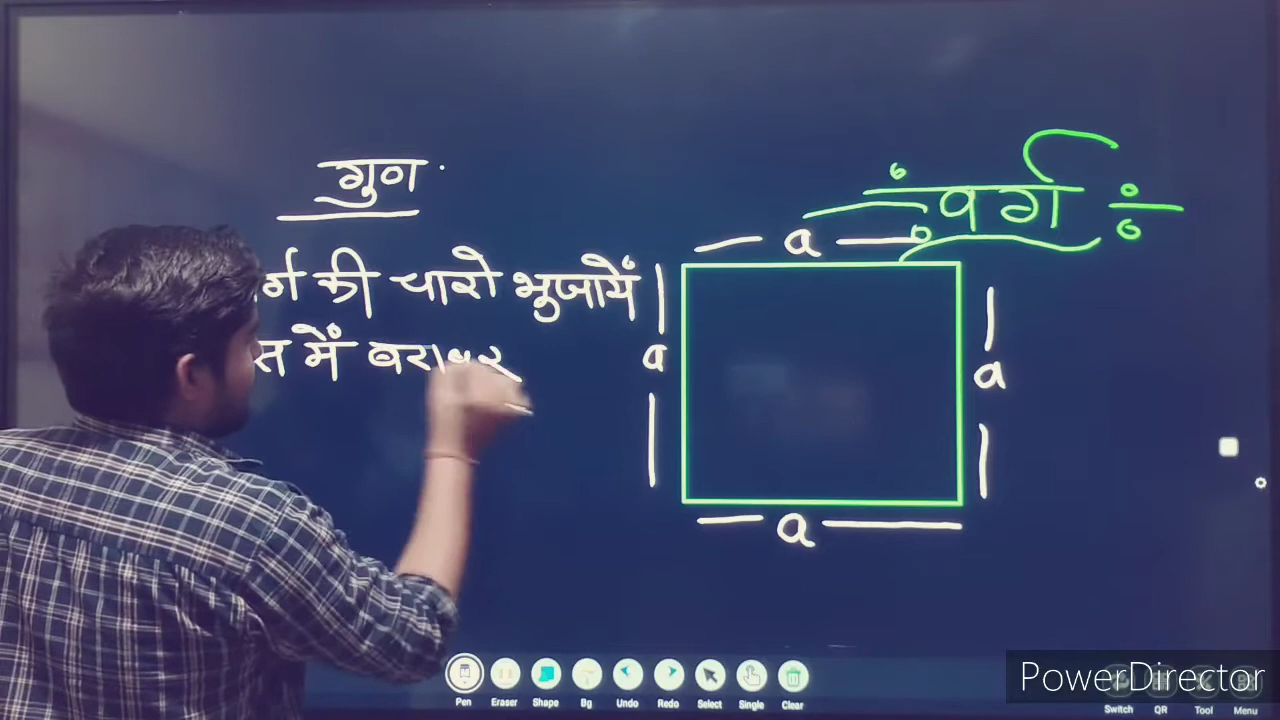 गुण
वर्ग
की चारो भुजायें
में बराबर
a
a
a
a
Pen Eraser Shape Bg Undo Redo Select Single Clear
Switch QR Tool Menu
PowerDirector